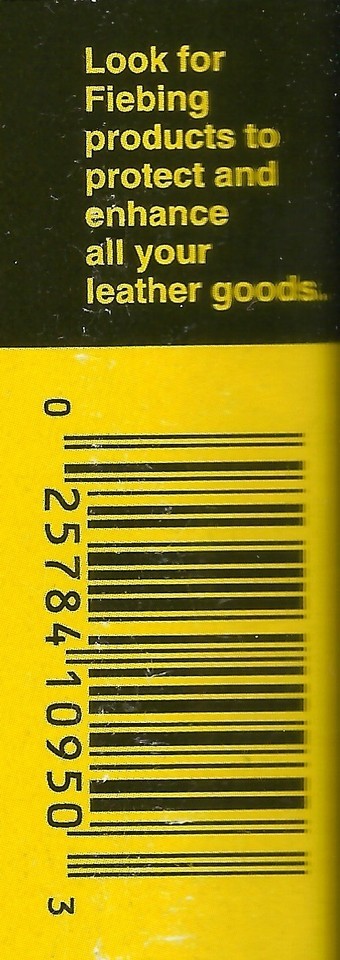 Look for
Fiebing
products to
protect and
enhance
all your
leather goods.
0 25784 10950 3